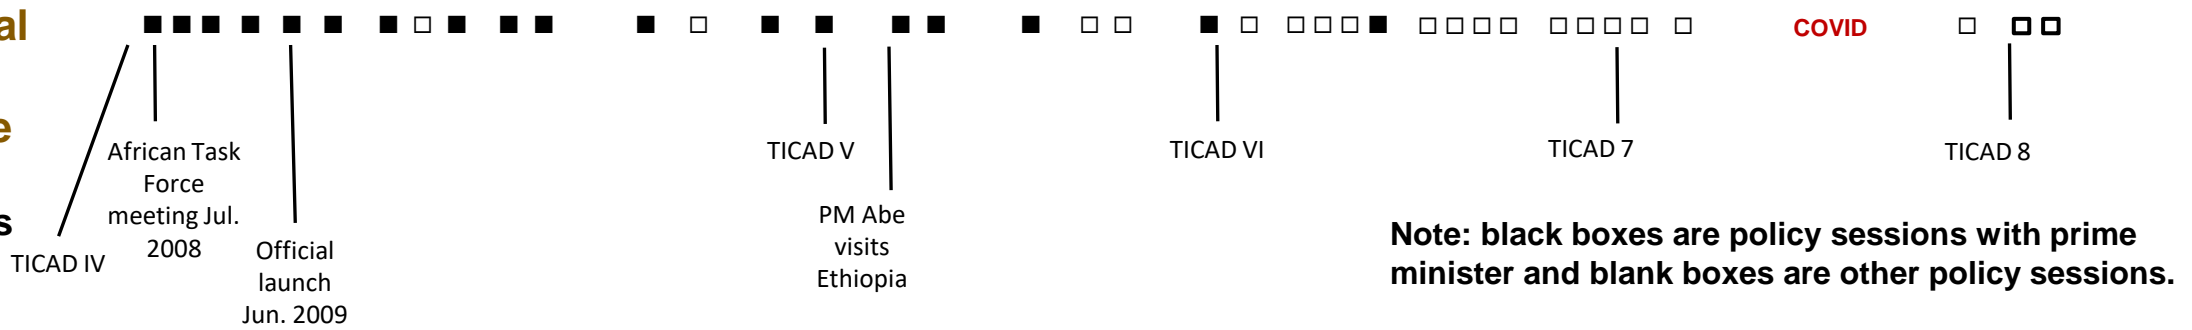 al
COVID
e
s
TICAD IV
African Task
Force
meeting Jul.
2008
Official
launch
Jun. 2009
TICAD V
PM Abe
visits
Ethiopia
TICAD VI
TICAD 7
TICAD 8
Note: black boxes are policy sessions with prime
minister and blank boxes are other policy sessions.